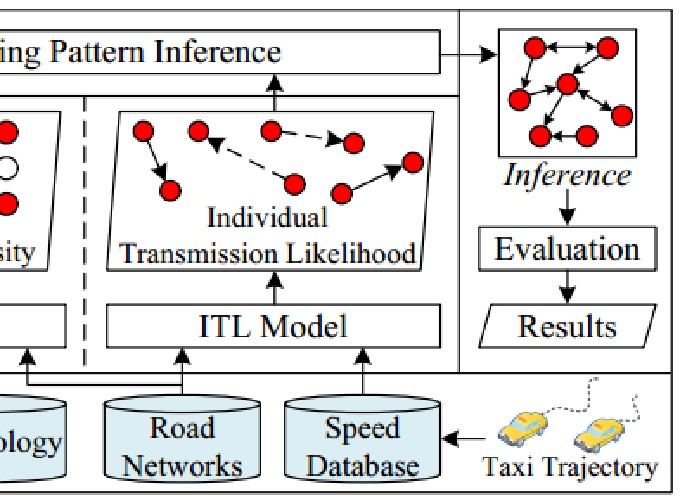 ing Pattern Inference
Inference
Individual
Transmission Likelihood
sity
Evaluation
ITL Model
Results
ology
Road
Networks
Speed
Database
Taxi Trajectory